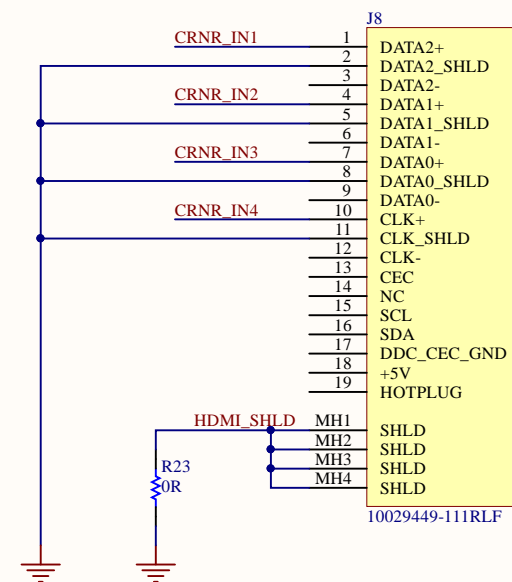 J8
CRNR_IN1 1 DATA2+
2 DATA2_SHLD
3 DATA2-
CRNR_IN2 4 DATA1+
5 DATA1_SHLD
6 DATA1-
CRNR_IN3 7 DATA0+
8 DATA0_SHLD
9 DATA0-
CRNR_IN4 10 CLK+
11 CLK_SHLD
12 CLK-
13 CEC
14 NC
15 SCL
16 SDA
17 DDC_CEC_GND
18 +5V
19 HOTPLUG
HDMI_SHLD MH1 SHLD
MH2 SHLD
MH3 SHLD
MH4 SHLD
R23
0R
10029449-111RLF